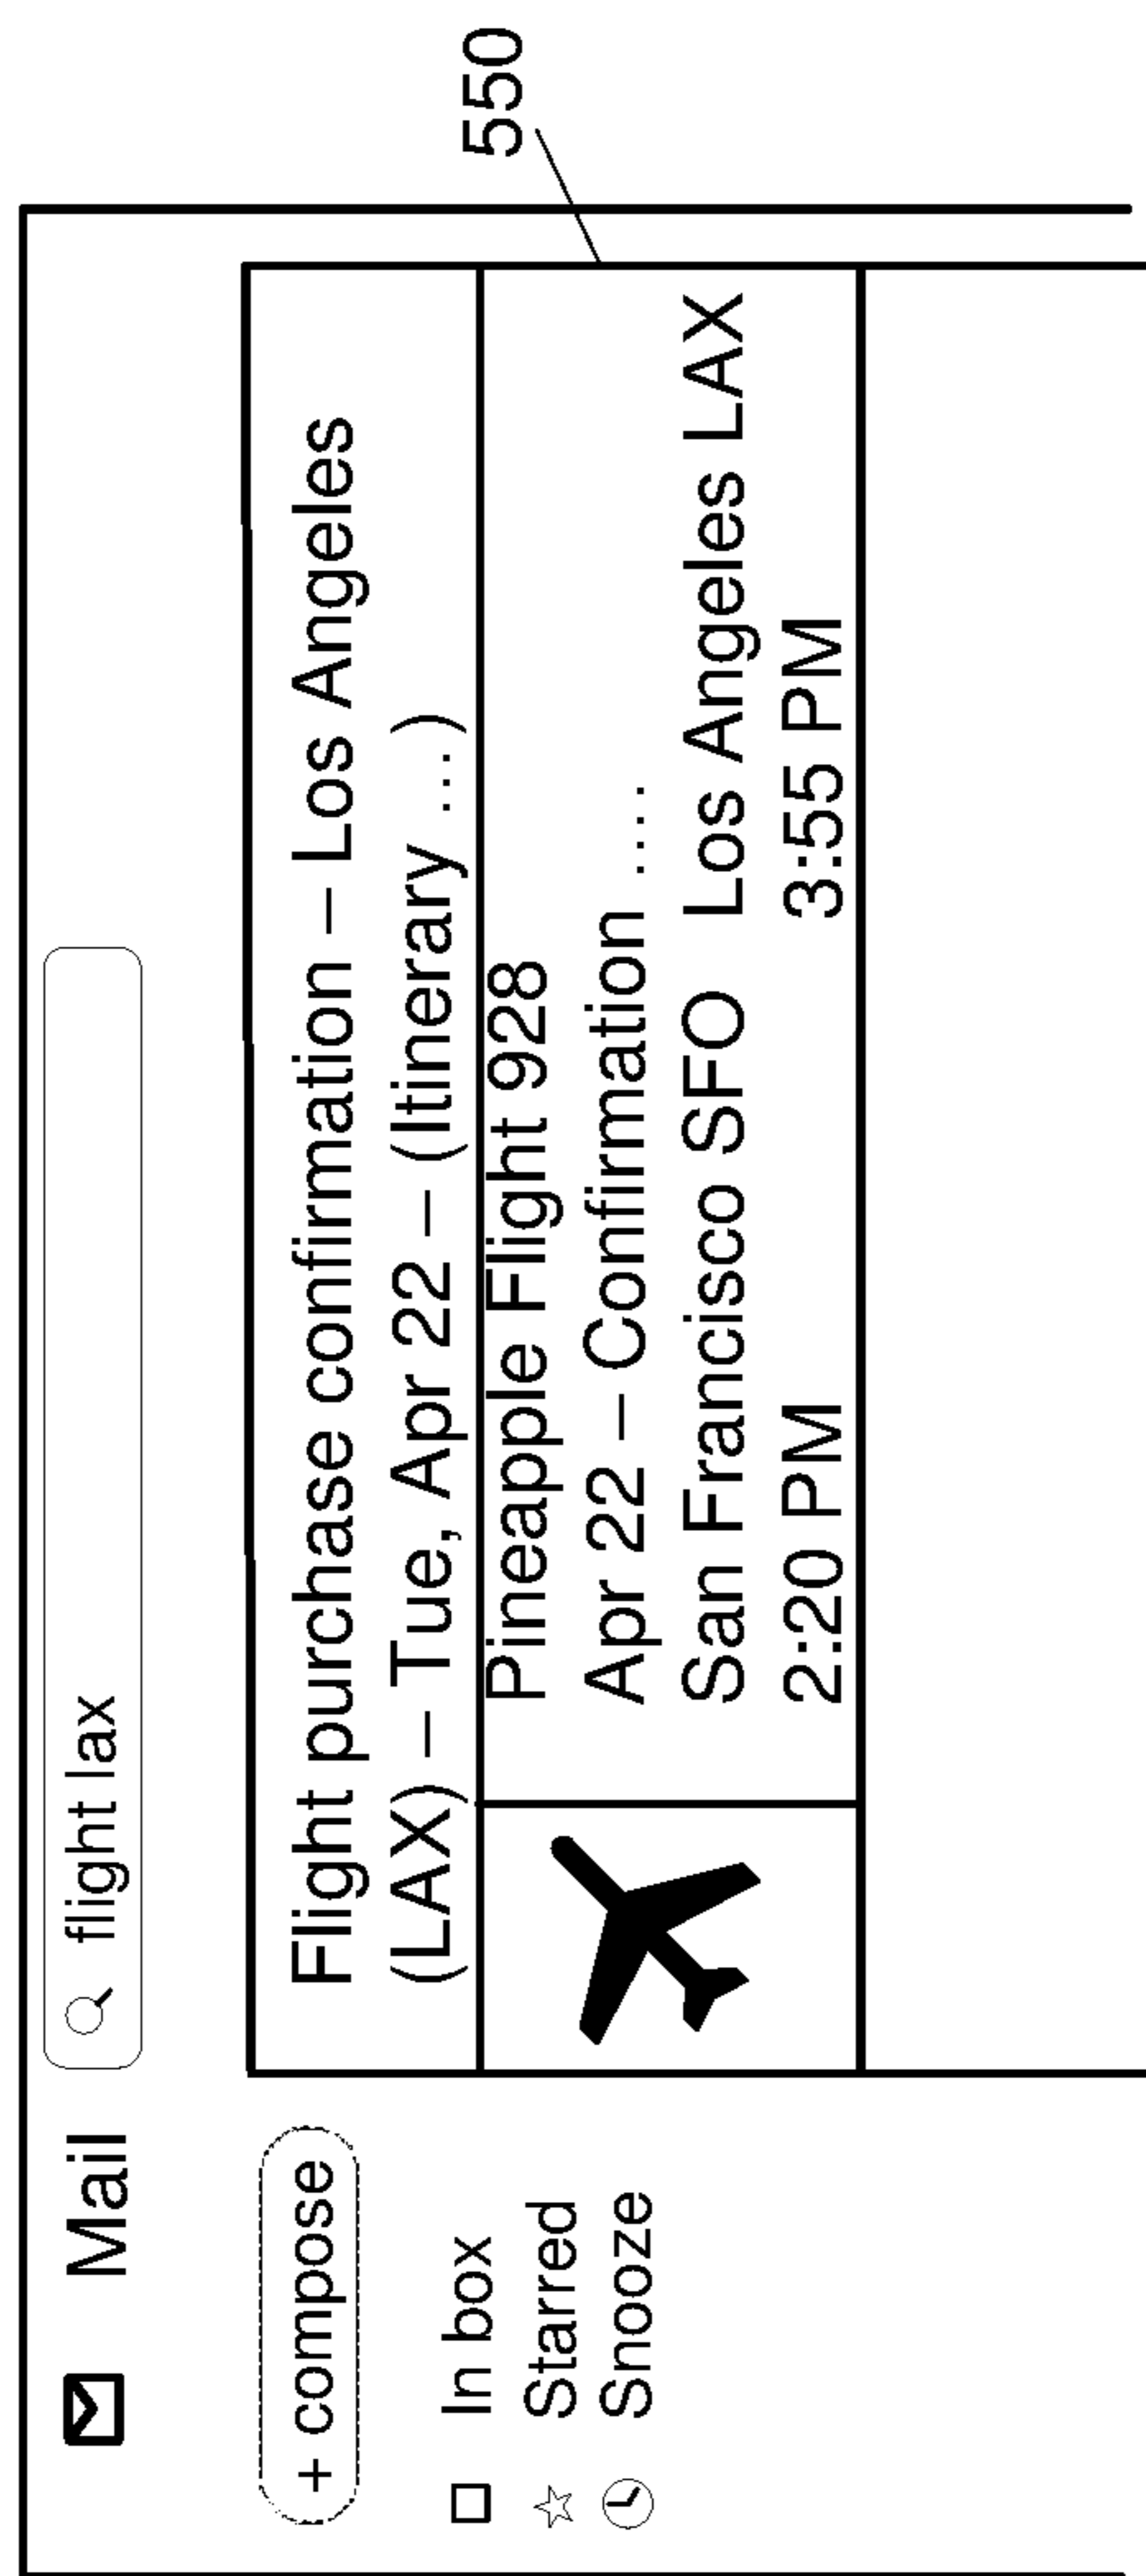 Mail
flight lax
+ compose
In box
Starred
Snooze
Flight purchase confirmation – Los Angeles
(LAX) – Tue, Apr 22 – (Itinerary ...)
Pineapple Flight 928
Apr 22 – Confirmation ....
San Francisco SFO Los Angeles LAX
2:20 PM 3:55 PM
550